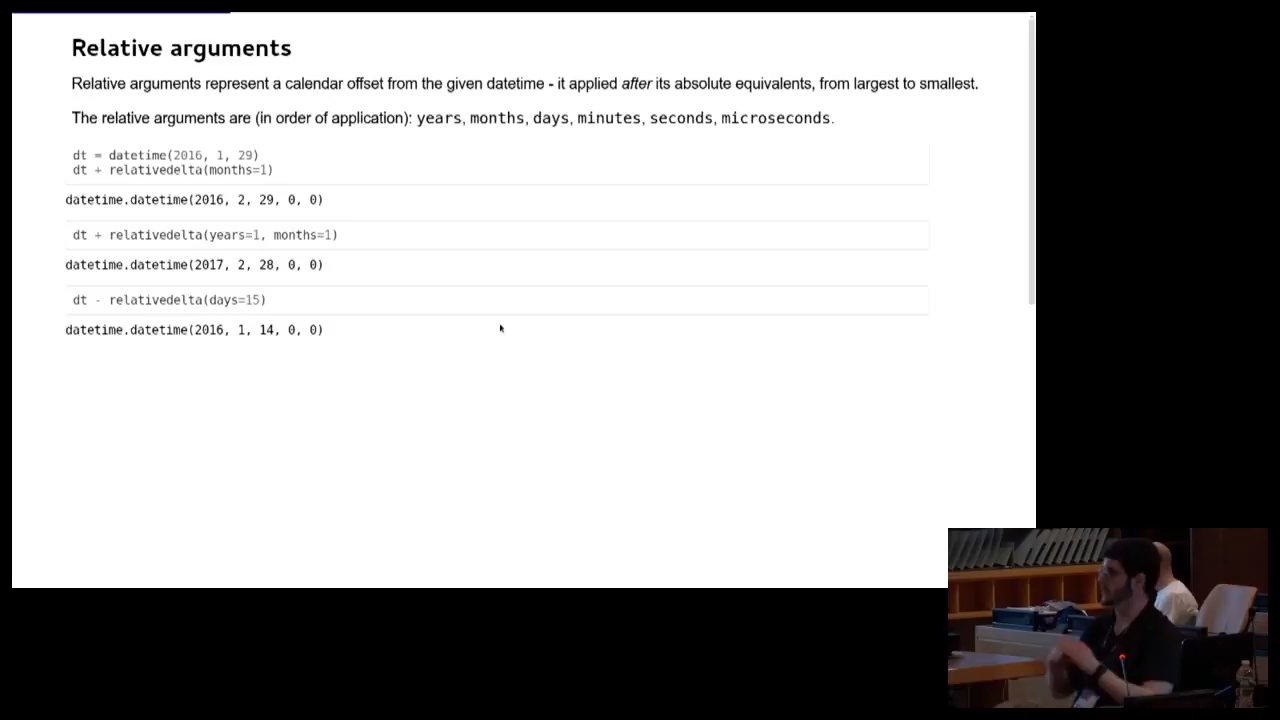 Relative arguments
Relative arguments represent a calendar offset from the given datetime - it applied after its absolute equivalents, from largest to smallest.
The relative arguments are (in order of application): years, months, days, minutes, seconds, microseconds.
dt = datetime(2016, 1, 29)
dt + relativedelta(months=1)
datetime.datetime(2016, 2, 29, 0, 0)
dt + relativedelta(years=1, months=1)
datetime.datetime(2017, 2, 28, 0, 0)
dt - relativedelta(days=15)
datetime.datetime(2016, 1, 14, 0, 0)